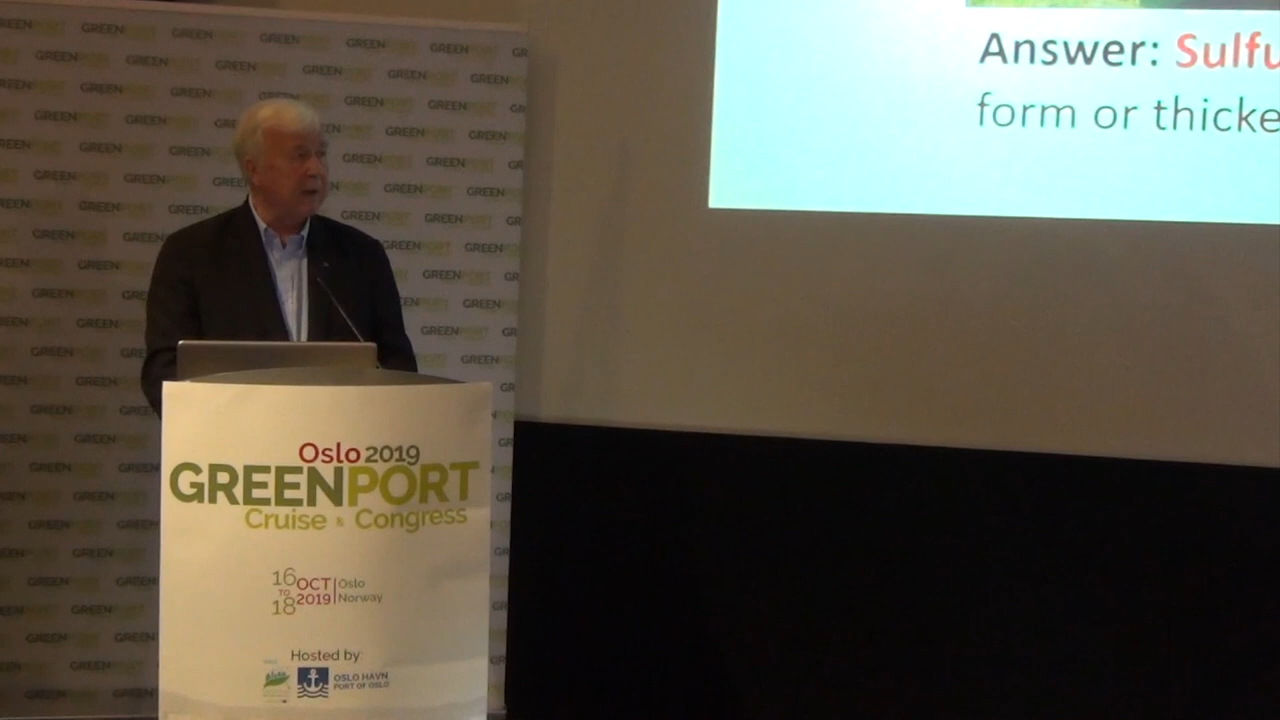 Answer: Sulfu
form or thicke
Oslo 2019
GREENPORT
Cruise & Congress
16 TO 18 OCT 2019 Oslo Norway
Hosted by:
OSLO HAVN
PORT OF OSLO
GREENPORT